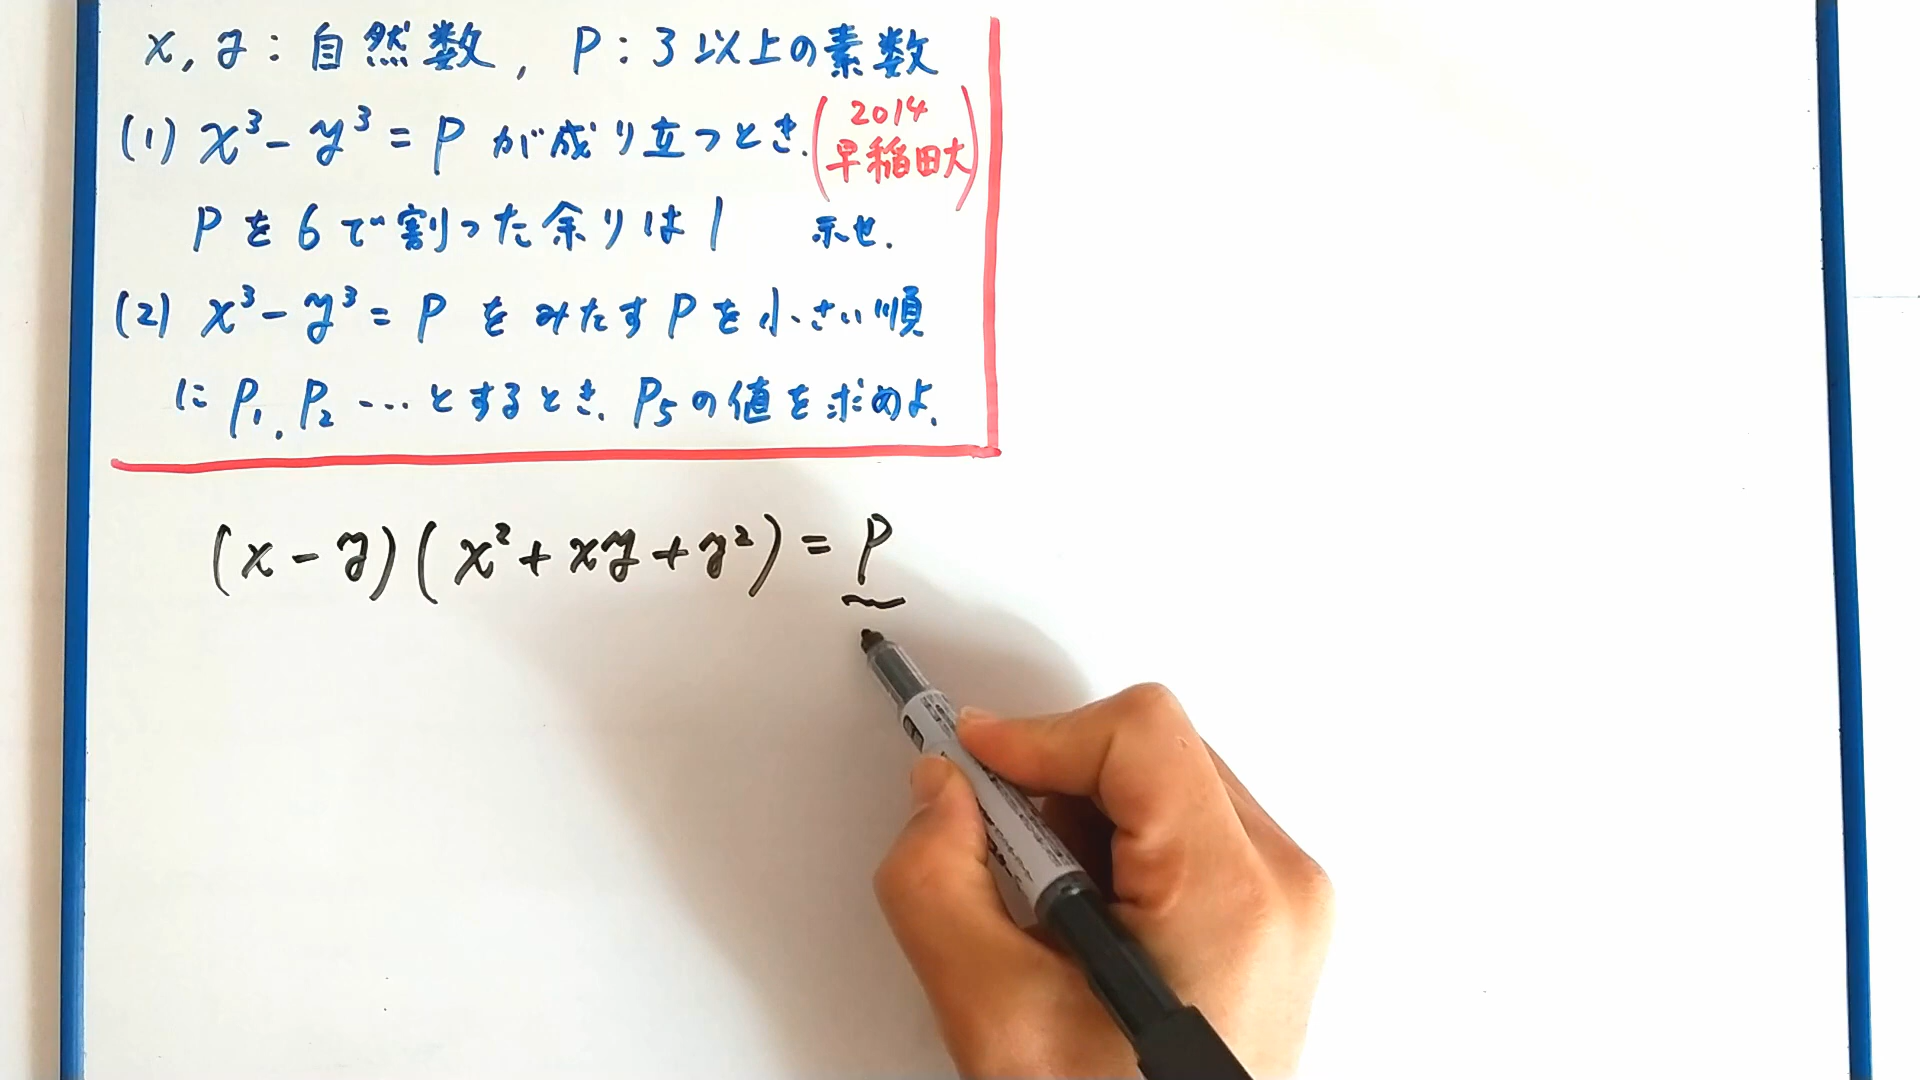 x, y : 自然数, P : 3以上の素数
(1) x³ - y³ = P が成り立つとき、
(2014
早稲田大)
Pを6で割った余りは1 示せ.
(2) x³ - y³ = P をみたす P を小さい順
に P₁, P₂ … とするとき、P₅の値を求めよ.
(x - y)(x² + xy + y²) = P